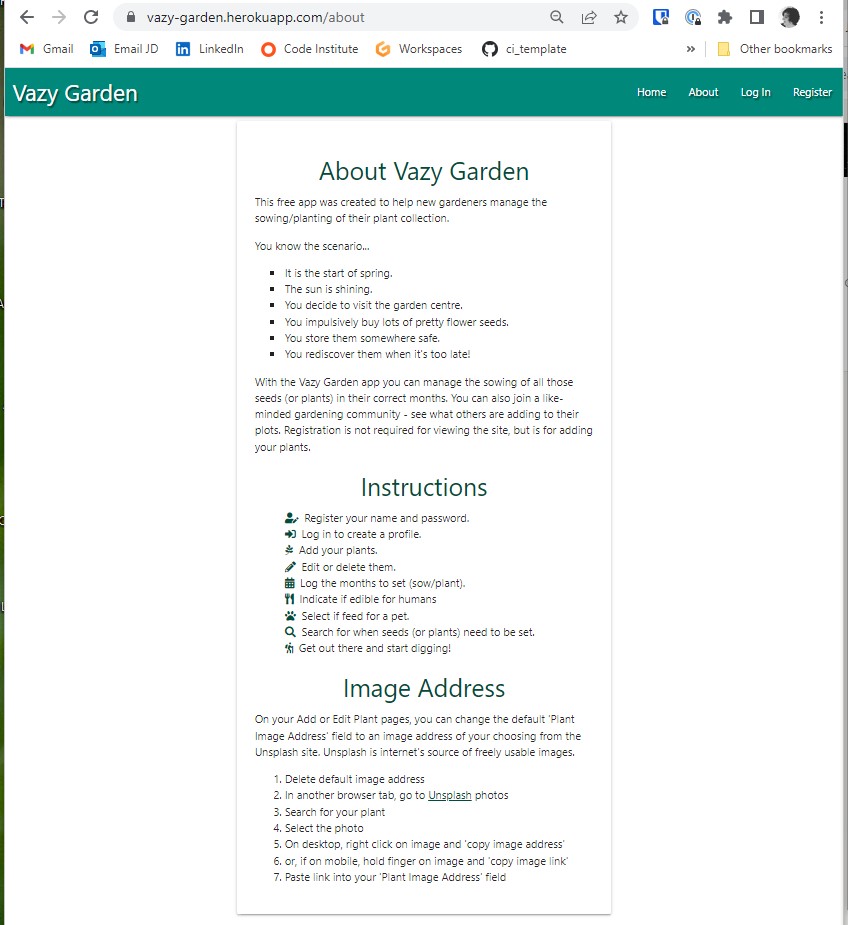 vazy-garden.herokuapp.com/about
Gmail Email JD LinkedIn Code Institute Workspaces ci_template » Other bookmarks
Vazy Garden Home About Log In Register
About Vazy Garden
This free app was created to help new gardeners manage the
sowing/planting of their plant collection.
You know the scenario...
It is the start of spring.
The sun is shining.
You decide to visit the garden centre.
You impulsively buy lots of pretty flower seeds.
You store them somewhere safe.
You rediscover them when it's too late!
With the Vazy Garden app you can manage the sowing of all those
seeds (or plants) in their correct months. You can also join a like-
minded gardening community - see what others are adding to their
plots. Registration is not required for viewing the site, but is for adding
your plants.
Instructions
Register your name and password.
Log in to create a profile.
Add your plants.
Edit or delete them.
Log the months to set (sow/plant).
Indicate if edible for humans
Select if feed for a pet.
Search for when seeds (or plants) need to be set.
Get out there and start digging!
Image Address
On your Add or Edit Plant pages, you can change the default 'Plant
Image Address' field to an image address of your choosing from the
Unsplash site. Unsplash is internet's source of freely usable images.
1. Delete default image address
2. In another browser tab, go to Unsplash photos
3. Search for your plant
4. Select the photo
5. On desktop, right click on image and 'copy image address'
6. or, if on mobile, hold finger on image and 'copy image link'
7. Paste link into your 'Plant Image Address' field